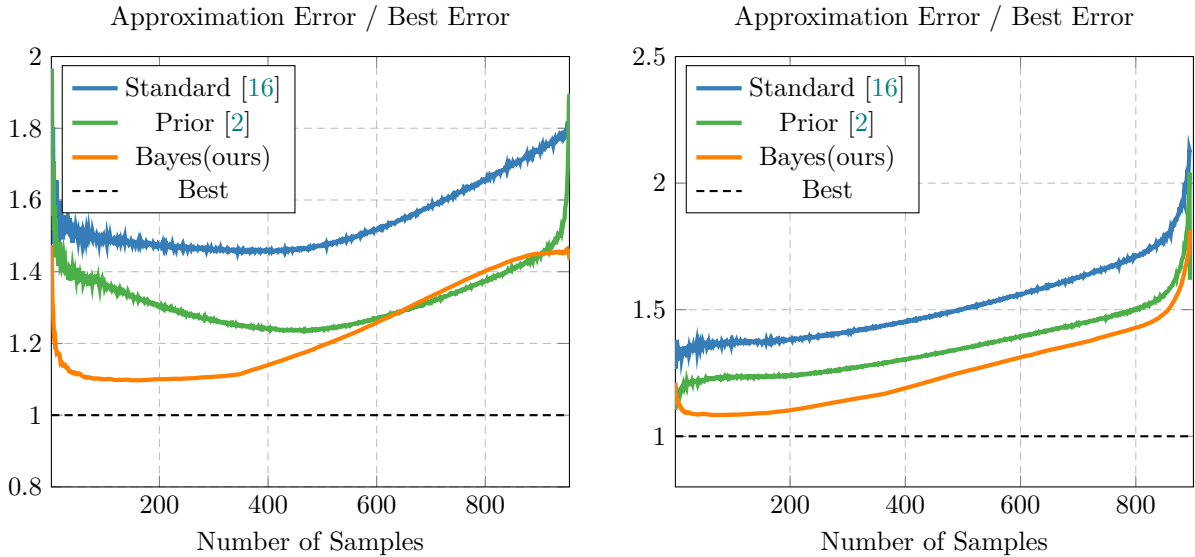 Approximation Error / Best Error
2
1.8
1.6
1.4
1.2
1
0.8
Standard [16]
Prior [2]
Bayes(ours)
Best
200 400 600 800
Number of Samples
Approximation Error / Best Error
2.5
2
1.5
1
Standard [16]
Prior [2]
Bayes(ours)
Best
200 400 600 800
Number of Samples